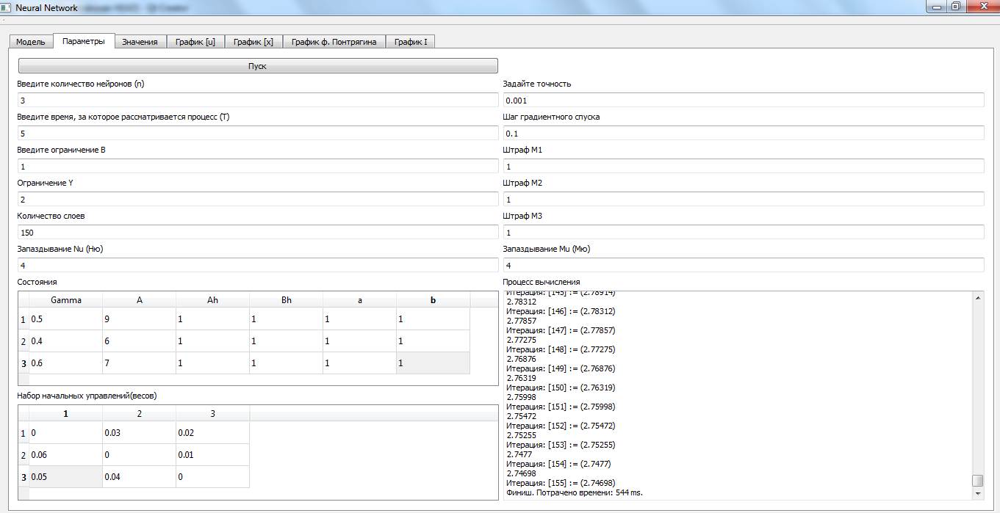 Neural Network
Модель Параметры Значения График [u] График [x] График ф. Понтрягина График I
Пуск
Введите количество нейронов (n)
3
Введите время, за которое рассматривается процесс (T)
5
Введите ограничение B
1
Ограничение Y
2
Количество слоев
150
Запаздывание Nu (Ню)
4
Задайте точность
0.001
Шаг градиентного спуска
0.1
Штраф M1
1
Штраф M2
1
Штраф M3
1
Запаздывание Mu (Мю)
4
Состояния
Gamma A Ah Bh a b
1 0.5 9 1 1 1 1
2 0.4 6 1 1 1 1
3 0.6 7 1 1 1 1
Набор начальных управлений(весов)
1 2 3
1 0 0.03 0.02
2 0.06 0 0.01
3 0.05 0.04 0
Процесс вычисления
Итерация: [145] := (2.78914)
2.78312
Итерация: [146] := (2.78312)
2.77857
Итерация: [147] := (2.77857)
2.77275
Итерация: [148] := (2.77275)
2.76876
Итерация: [149] := (2.76876)
2.76319
Итерация: [150] := (2.76319)
2.75998
Итерация: [151] := (2.75998)
2.75472
Итерация: [152] := (2.75472)
2.75255
Итерация: [153] := (2.75255)
2.7477
Итерация: [154] := (2.7477)
2.74698
Итерация: [155] := (2.74698)
Финиш. Потрачено времени: 544 ms.